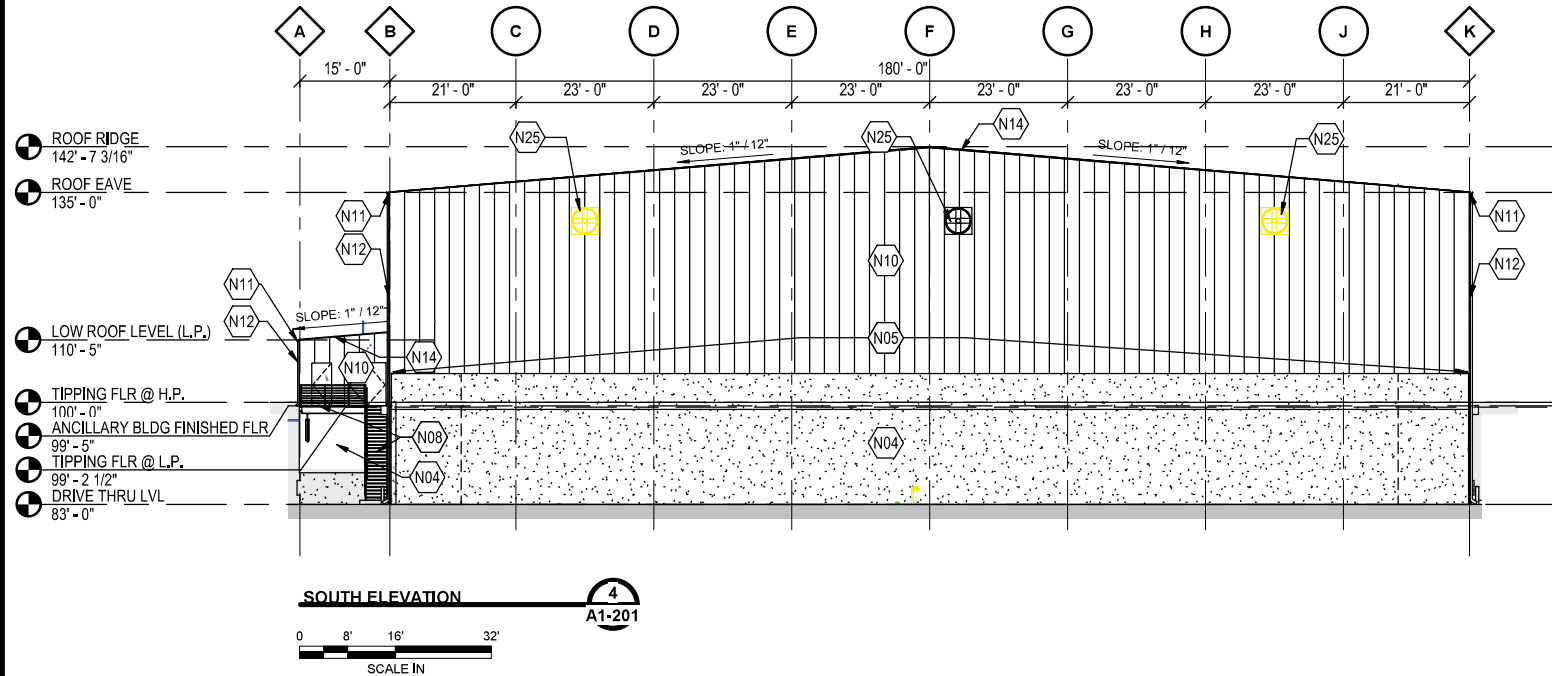 A B C D E F G H J K
15' - 0" 180' - 0"
21' - 0" 23' - 0" 23' - 0" 23' - 0" 23' - 0" 23' - 0" 23' - 0" 21' - 0"
N25 N25 N14 N25
ROOF RIDGE
142' - 7 3/16"
SLOPE: 1" / 12" SLOPE: 1" / 12"
ROOF EAVE
135' - 0"
N11 N11
N12 N10 N12
N11
SLOPE: 1" / 12"
N12
LOW ROOF LEVEL (L.P.)
110' - 5"
N05
N14
N10
TIPPING FLR @ H.P.
100' - 0"
ANCILLARY BLDG FINISHED FLR
99' - 5"
N08 N04
TIPPING FLR @ L.P.
99' - 2 1/2"
N04
DRIVE THRU LVL
83' - 0"
SOUTH ELEVATION
4
A1-201
0 8' 16' 32'
SCALE IN